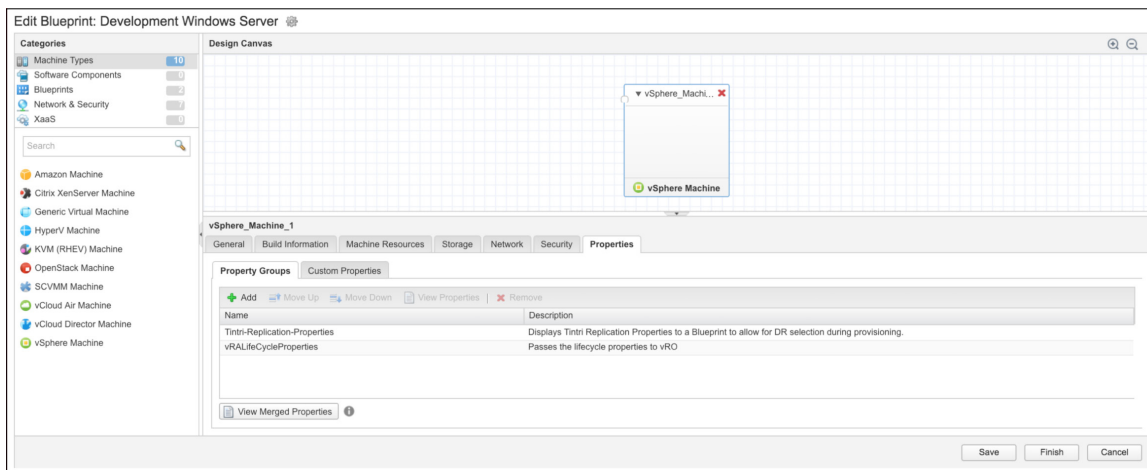 Edit Blueprint: Development Windows Server
Categories
Machine Types 10
Software Components 0
Blueprints 2
Network & Security 7
XaaS 0
Search
Amazon Machine
Citrix XenServer Machine
Generic Virtual Machine
HyperV Machine
KVM (RHEV) Machine
OpenStack Machine
SCVMM Machine
vCloud Air Machine
vCloud Director Machine
vSphere Machine
Design Canvas
vSphere_Machi...
vSphere Machine
vSphere_Machine_1
General Build Information Machine Resources Storage Network Security Properties
Property Groups Custom Properties
Add Move Up Move Down View Properties Remove
Name Description
Tintri-Replication-Properties Displays Tintri Replication Properties to a Blueprint to allow for DR selection during provisioning.
vRALifeCycleProperties Passes the lifecycle properties to vRO
View Merged Properties
Save Finish Cancel